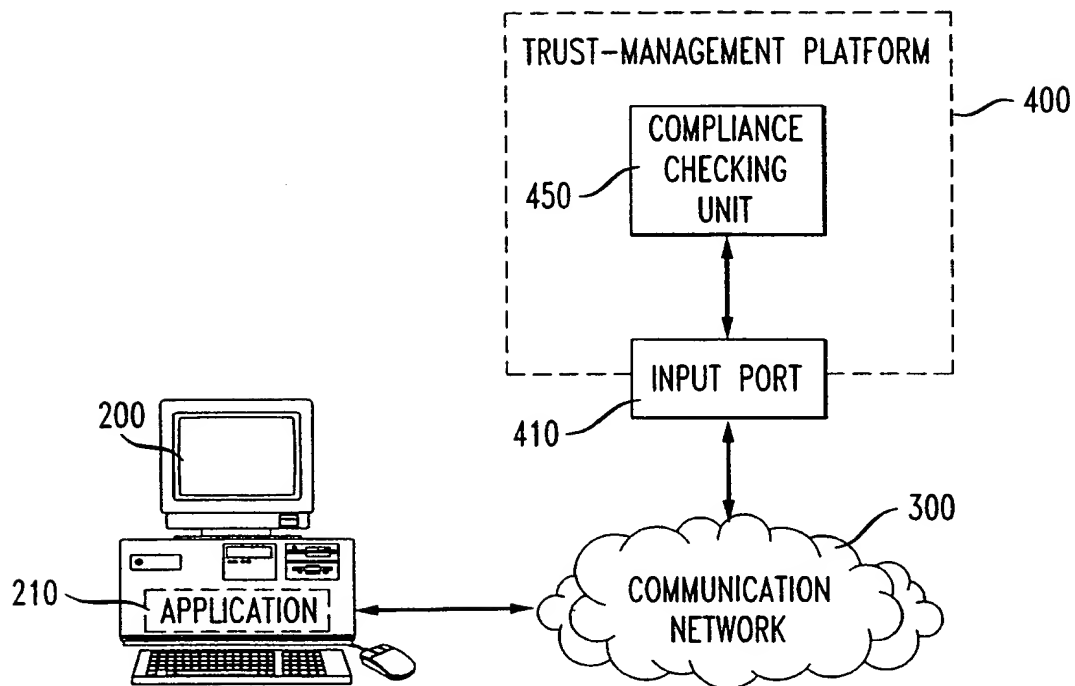 TRUST-MANAGEMENT PLATFORM
400
COMPLIANCE
CHECKING
UNIT
450
INPUT PORT
410
200
300
210
APPLICATION
COMMUNICATION
NETWORK